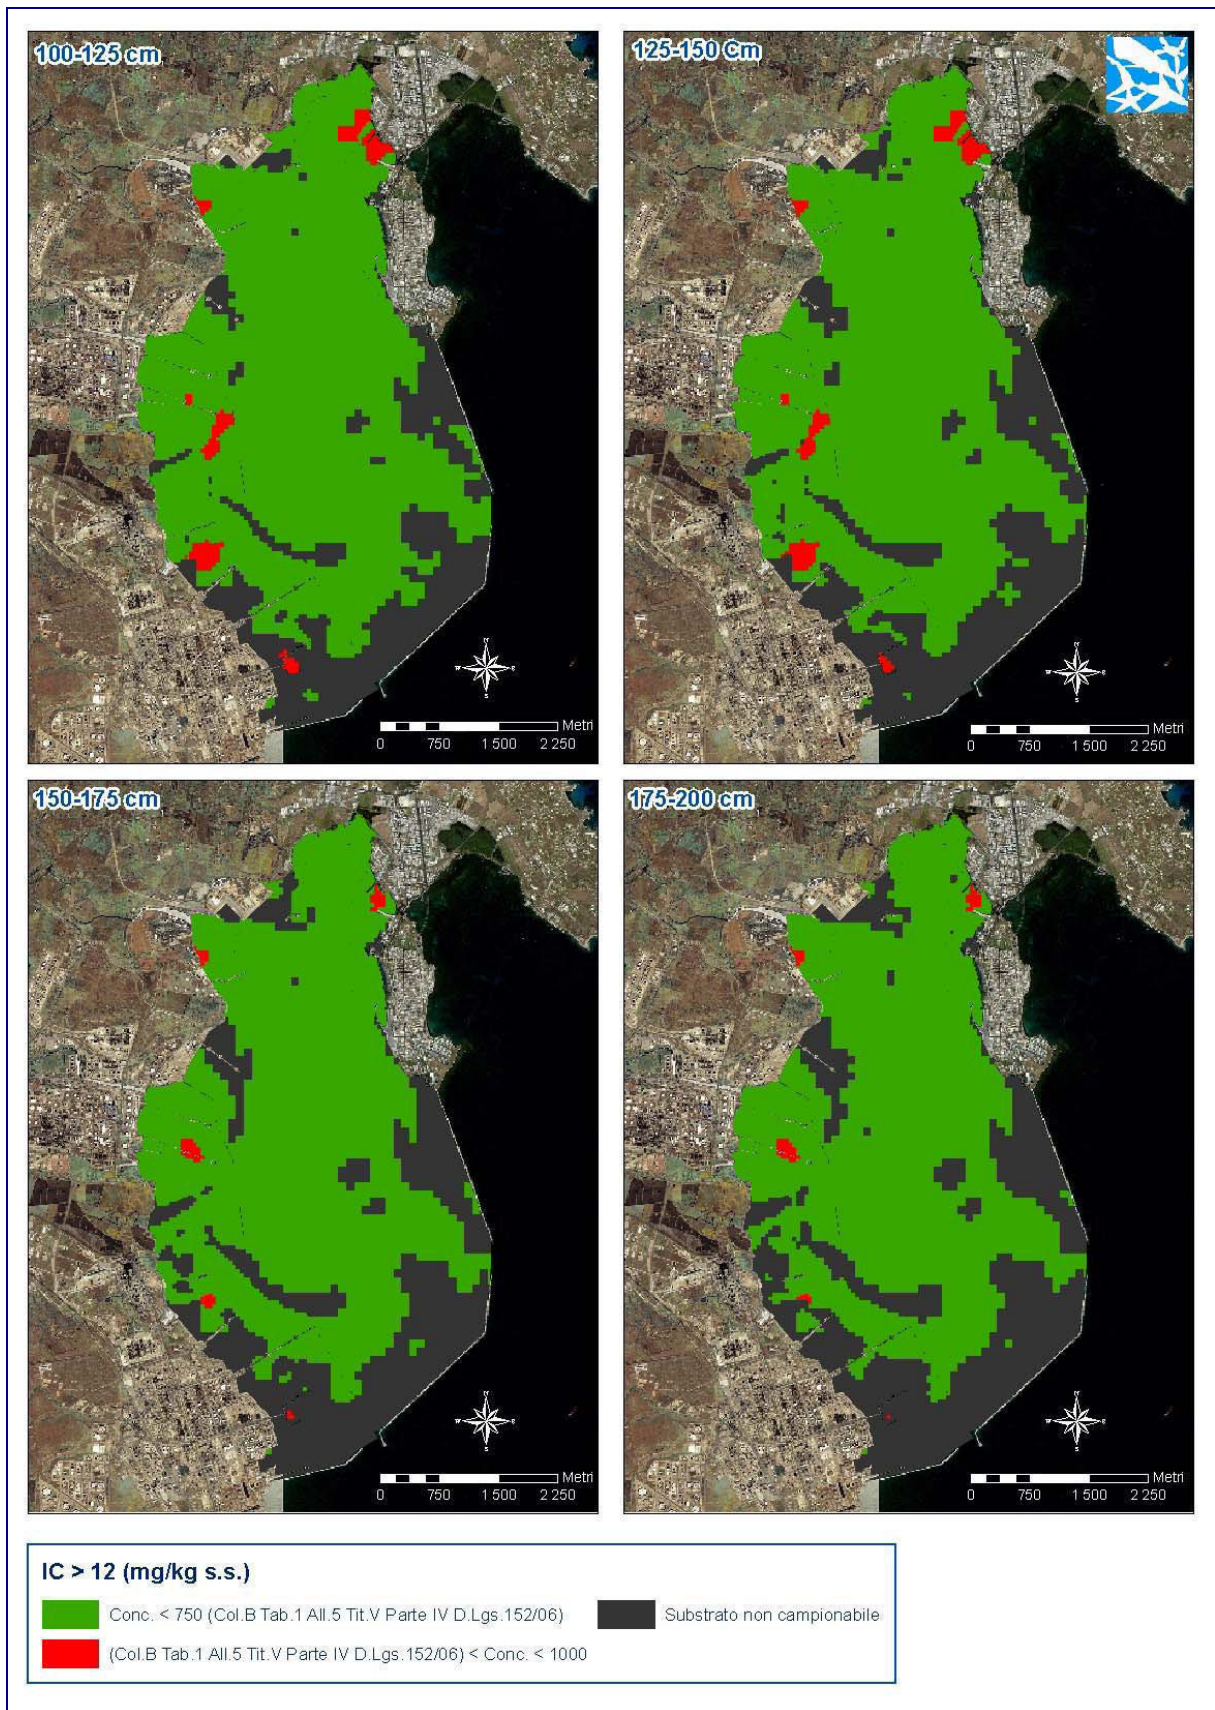 100-125 cm
125-150 Cm
N
W E
S
Metri
0 750 1 500 2 250
N
W E
S
Metri
0 750 1 500 2 250
150-175 cm
175-200 cm
N
W E
S
Metri
0 750 1 500 2 250
N
W E
S
Metri
0 750 1 500 2 250
IC > 12 (mg/kg s.s.)
Conc. < 750 (Col.B Tab.1 All.5 Tit.V Parte IV D.Lgs.152/06)
Substrato non campionabile
(Col.B Tab.1 All.5 Tit.V Parte IV D.Lgs.152/06) < Conc. < 1000